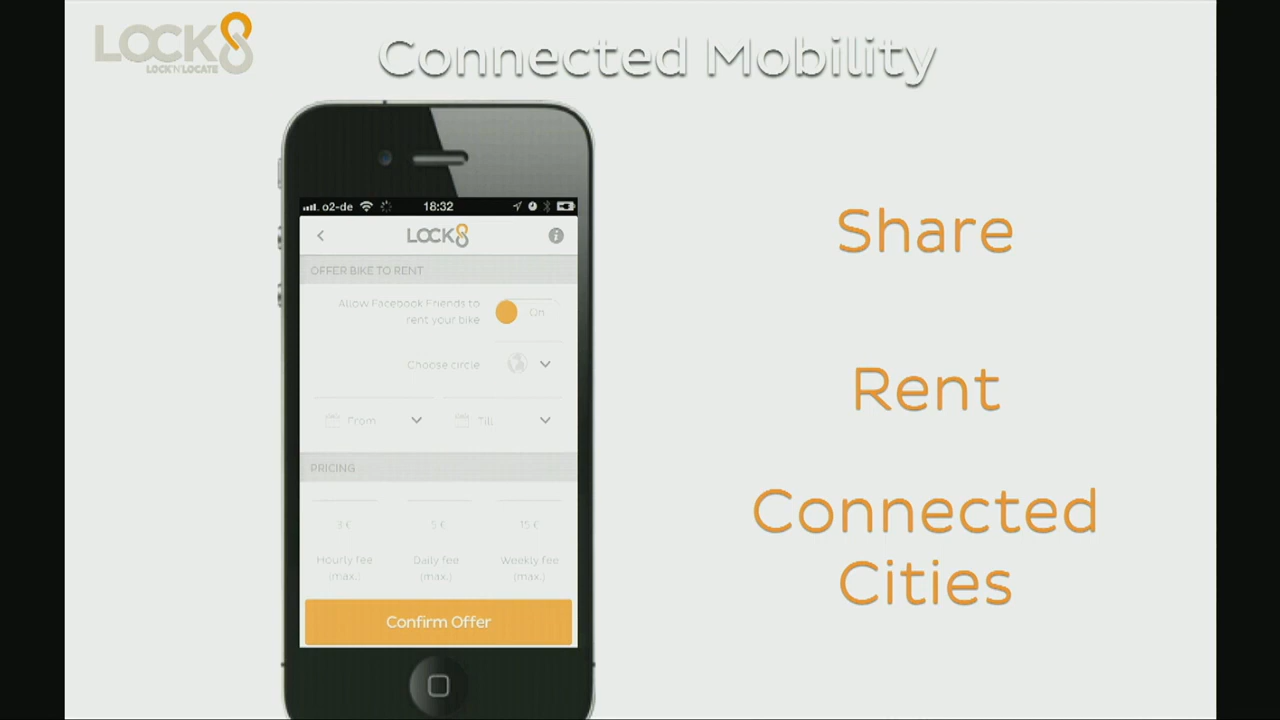 LOCK8
LOCK'N'LOCATE
Connected Mobility
o2-de
18:32
LOCK8
OFFER BIKE TO RENT
Allow Facebook Friends to
rent your bike
On
Choose circle
From
Till
PRICING
3 €
5 €
15 €
Hourly fee
(max.)
Daily fee
(max.)
Weekly fee
(max.)
Confirm Offer
Share
Rent
Connected
Cities